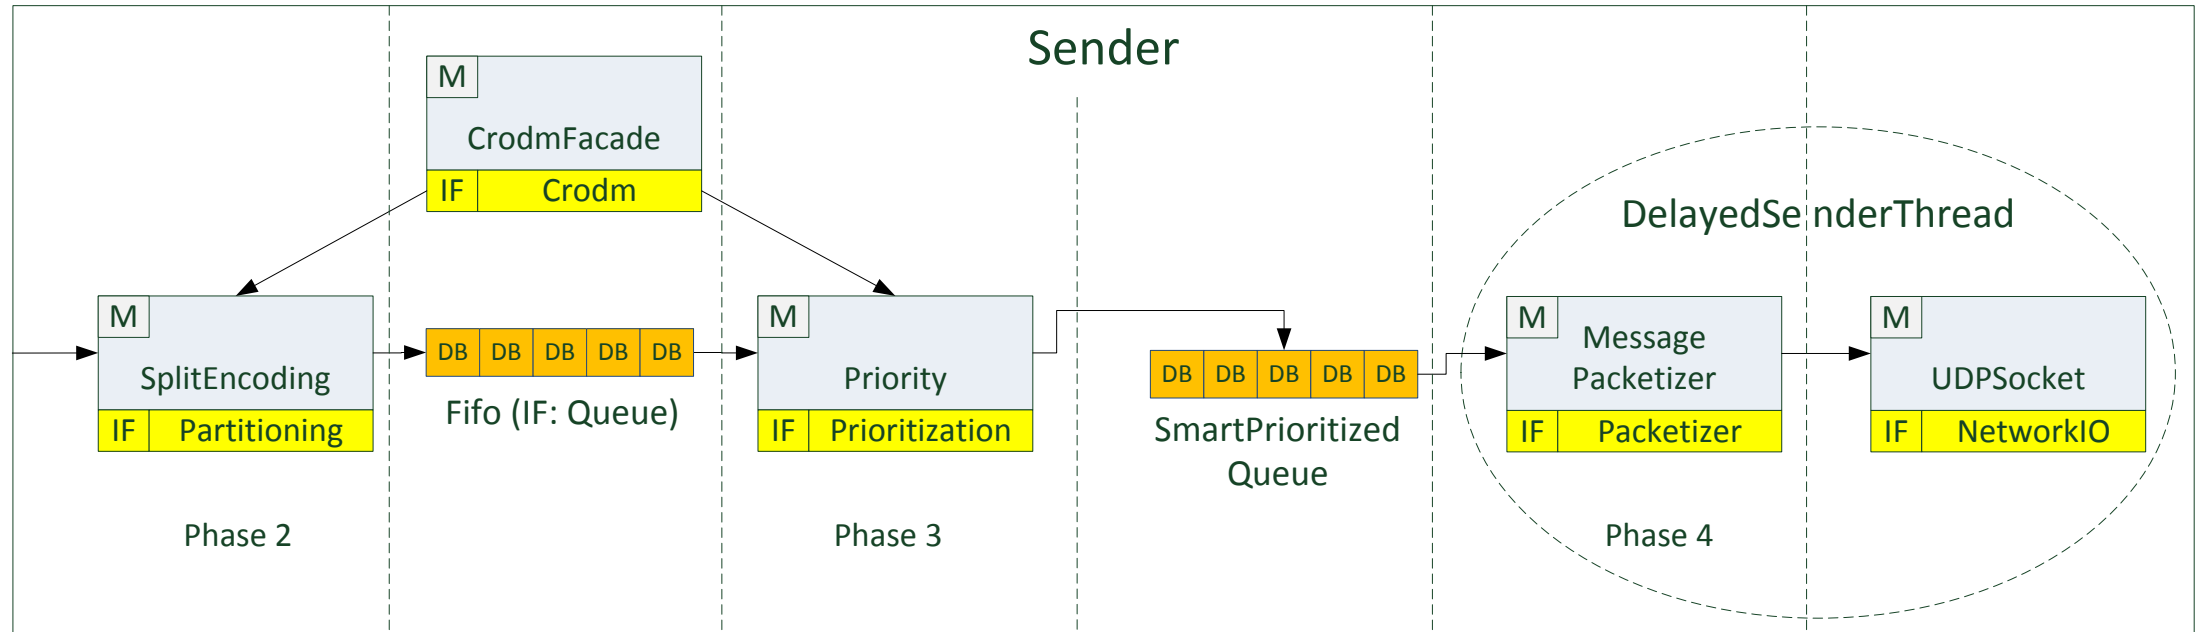 Sender
M
CrodmFacade
IF Crodm
DelayedSenderThread
M
SplitEncoding
IF Partitioning
DB DB DB DB DB
Fifo (IF: Queue)
M
Priority
IF Prioritization
DB DB DB DB DB
SmartPrioritized
Queue
M
Message
Packetizer
IF Packetizer
M
UDPSocket
IF NetworkIO
Phase 2
Phase 3
Phase 4